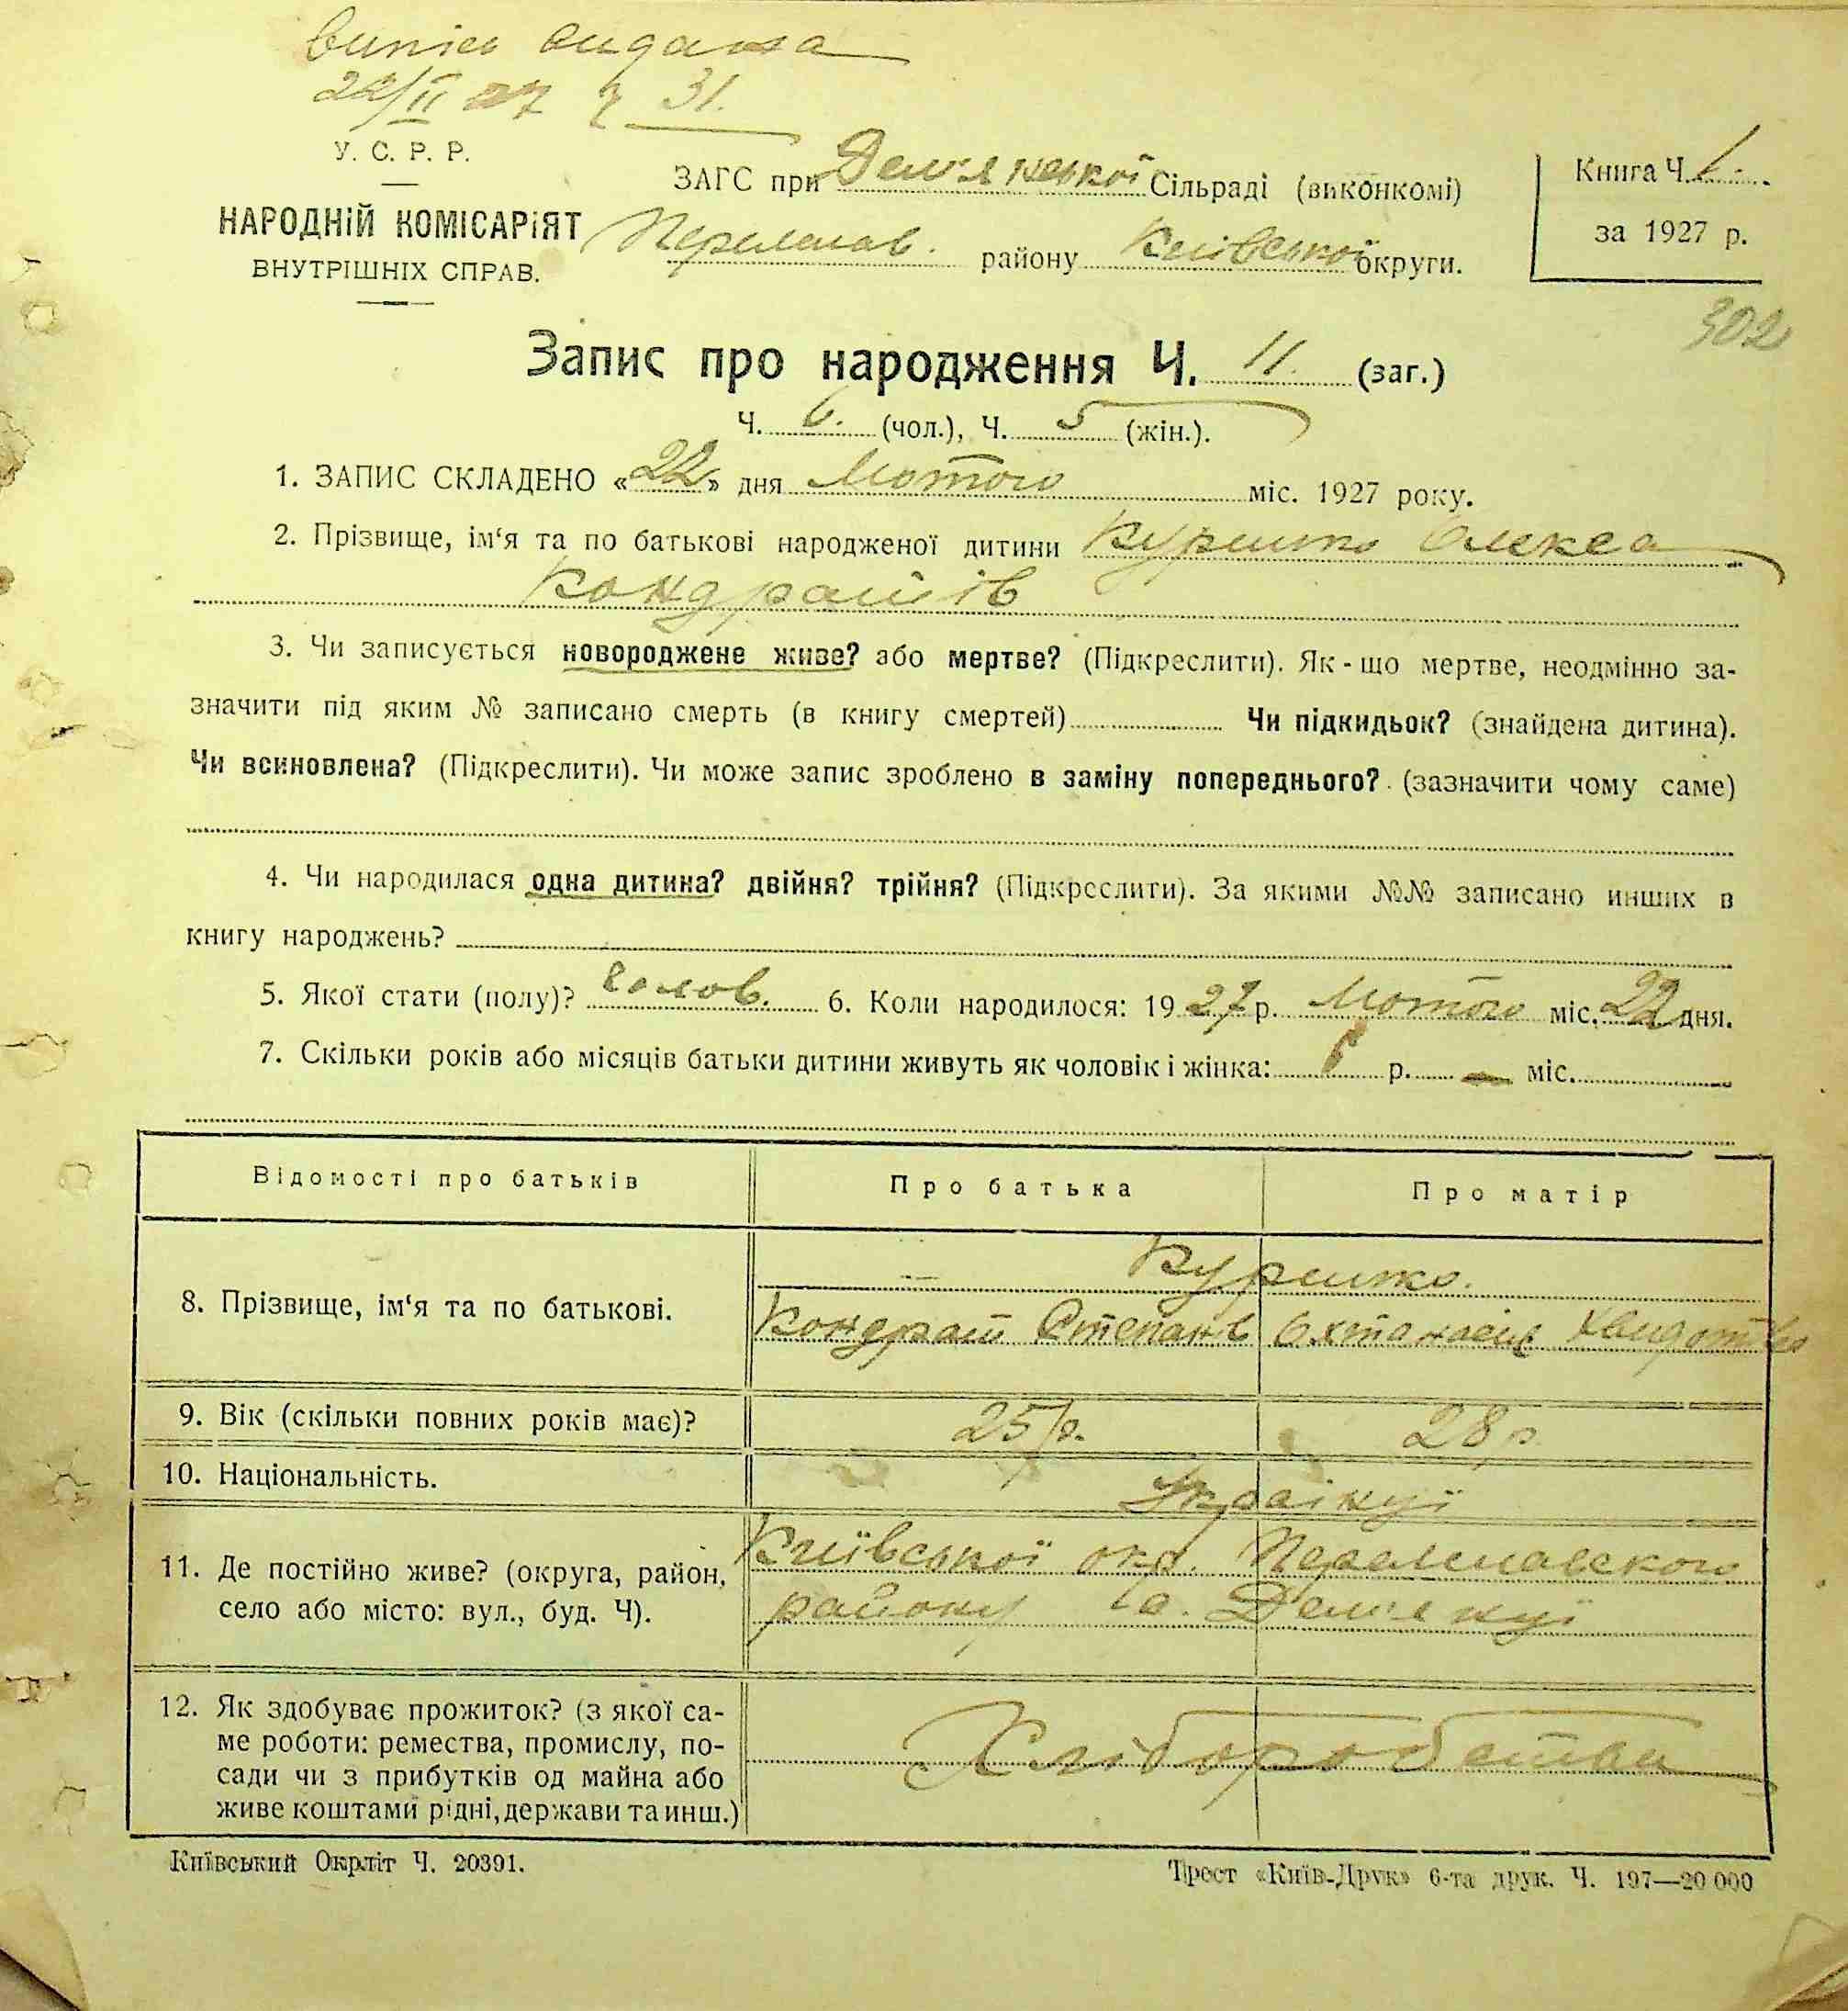 Випись видана
22/II 27 ч 31.
У. С. Р. Р.
НАРОДНІЙ КОМІСАРІЯТ
ВНУТРІШНІХ СПРАВ.
ЗАГС при Дем'янської Сільраді (виконкомі)
Переяслав. району Київської округи.
Книга Ч. 1.
за 1927 р.
302
Запис про народження Ч. 11. (заг.)
Ч. 6. (чол.), Ч. 5 (жін.).
1. ЗАПИС СКЛАДЕНО «22» дня Лютого міс. 1927 року.
2. Прізвище, ім'я та по батькові народженої дитини Олекса
Кондратів
3. Чи записується новороджене живе? або мертве? (Підкреслити). Як-що мертве, неодмінно за-
значити під яким № записано смерть (в книгу смертей) Чи підкидьок? (знайдена дитина).
Чи всиновлена? (Підкреслити). Чи може запис зроблено в заміну попереднього? (зазначити чому саме)
4. Чи народилася одна дитина? двійня? трійня? (Підкреслити). За якими №№ записано инших в
книгу народжень?
5. Якої стати (полу)? Чолов. 6. Коли народилося: 1927 р. Лютого міс. 22 дня.
7. Скільки років або місяців батьки дитини живуть як чоловік і жінка: р. — міс.
Відомості про батьків
Про батька
Про матір
8. Прізвище, ім'я та по батькові.
Кондрат Степанів
9. Вік (скільки повних років має)?
25 р.
28 р.
10. Національність.
Українці
11. Де постійно живе? (округа, район,
село або місто: вул., буд. Ч).
Київської окр. Переяславского
району с. Дем'янці
12. Як здобуває прожиток? (з якої са-
ме роботи: ремества, промислу, по-
сади чи з прибутків од майна або
живе коштами рідні, держави та инш.)
Хліборобства
Київський Окрліт Ч. 20391.
Трест «Київ-Друк» 6-та друк. Ч. 197—20 000